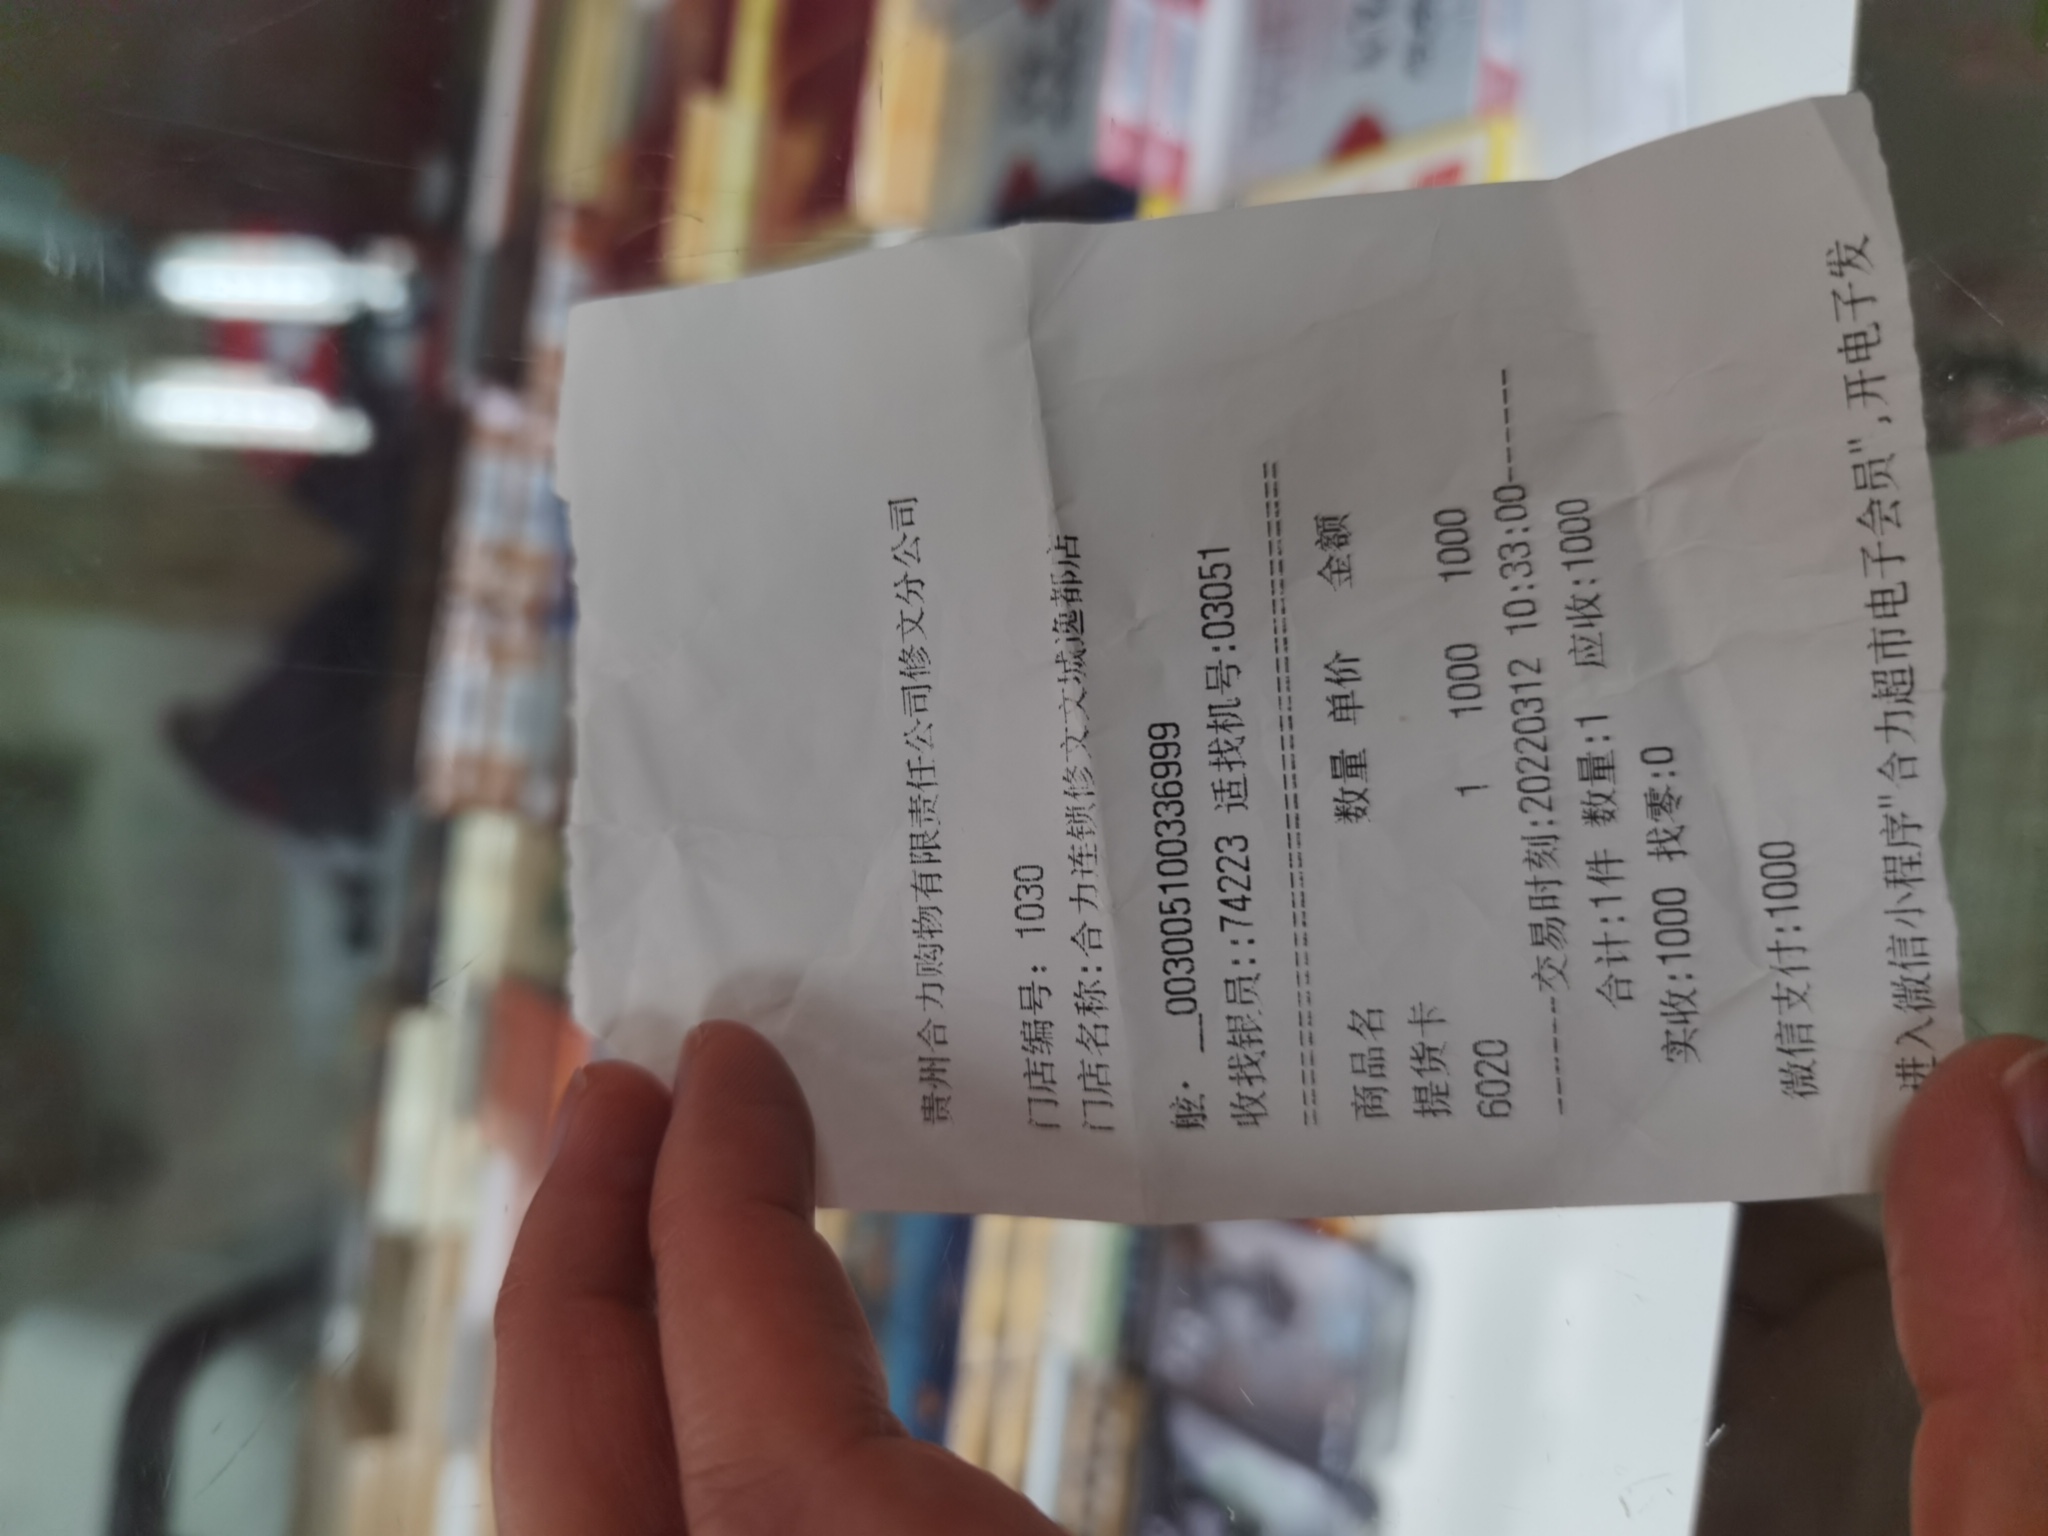 贵州合力购物有限责任公司修文分公司
门店编号: 1030
门店名称:合力连锁修文文城逸都店
舷. __0030051003336999
收找银员::74223 适找机号:03051
==========================================
商品名 数量 单价 金额
提货卡
6020 1 1000 1000
-------交易时刻:20220312 10:33:00------
合计:1件 数量:1 应收:1000
实收:1000 找零:0
微信支付:1000
进入微信小程序"合力超市电子会员",开电子发